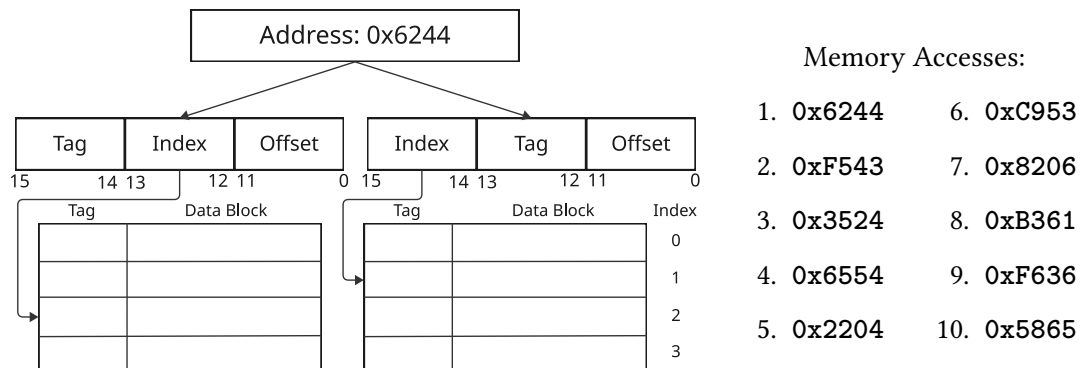 Address: 0x6244
Tag Index Offset
15 14 13 12 11 0
Index Tag Offset
15 14 13 12 11 0
Tag Data Block
Tag Data Block Index
0
1
2
3
Memory Accesses:
1. 0x6244
2. 0xF543
3. 0x3524
4. 0x6554
5. 0x2204
6. 0xC953
7. 0x8206
8. 0xB361
9. 0xF636
10. 0x5865